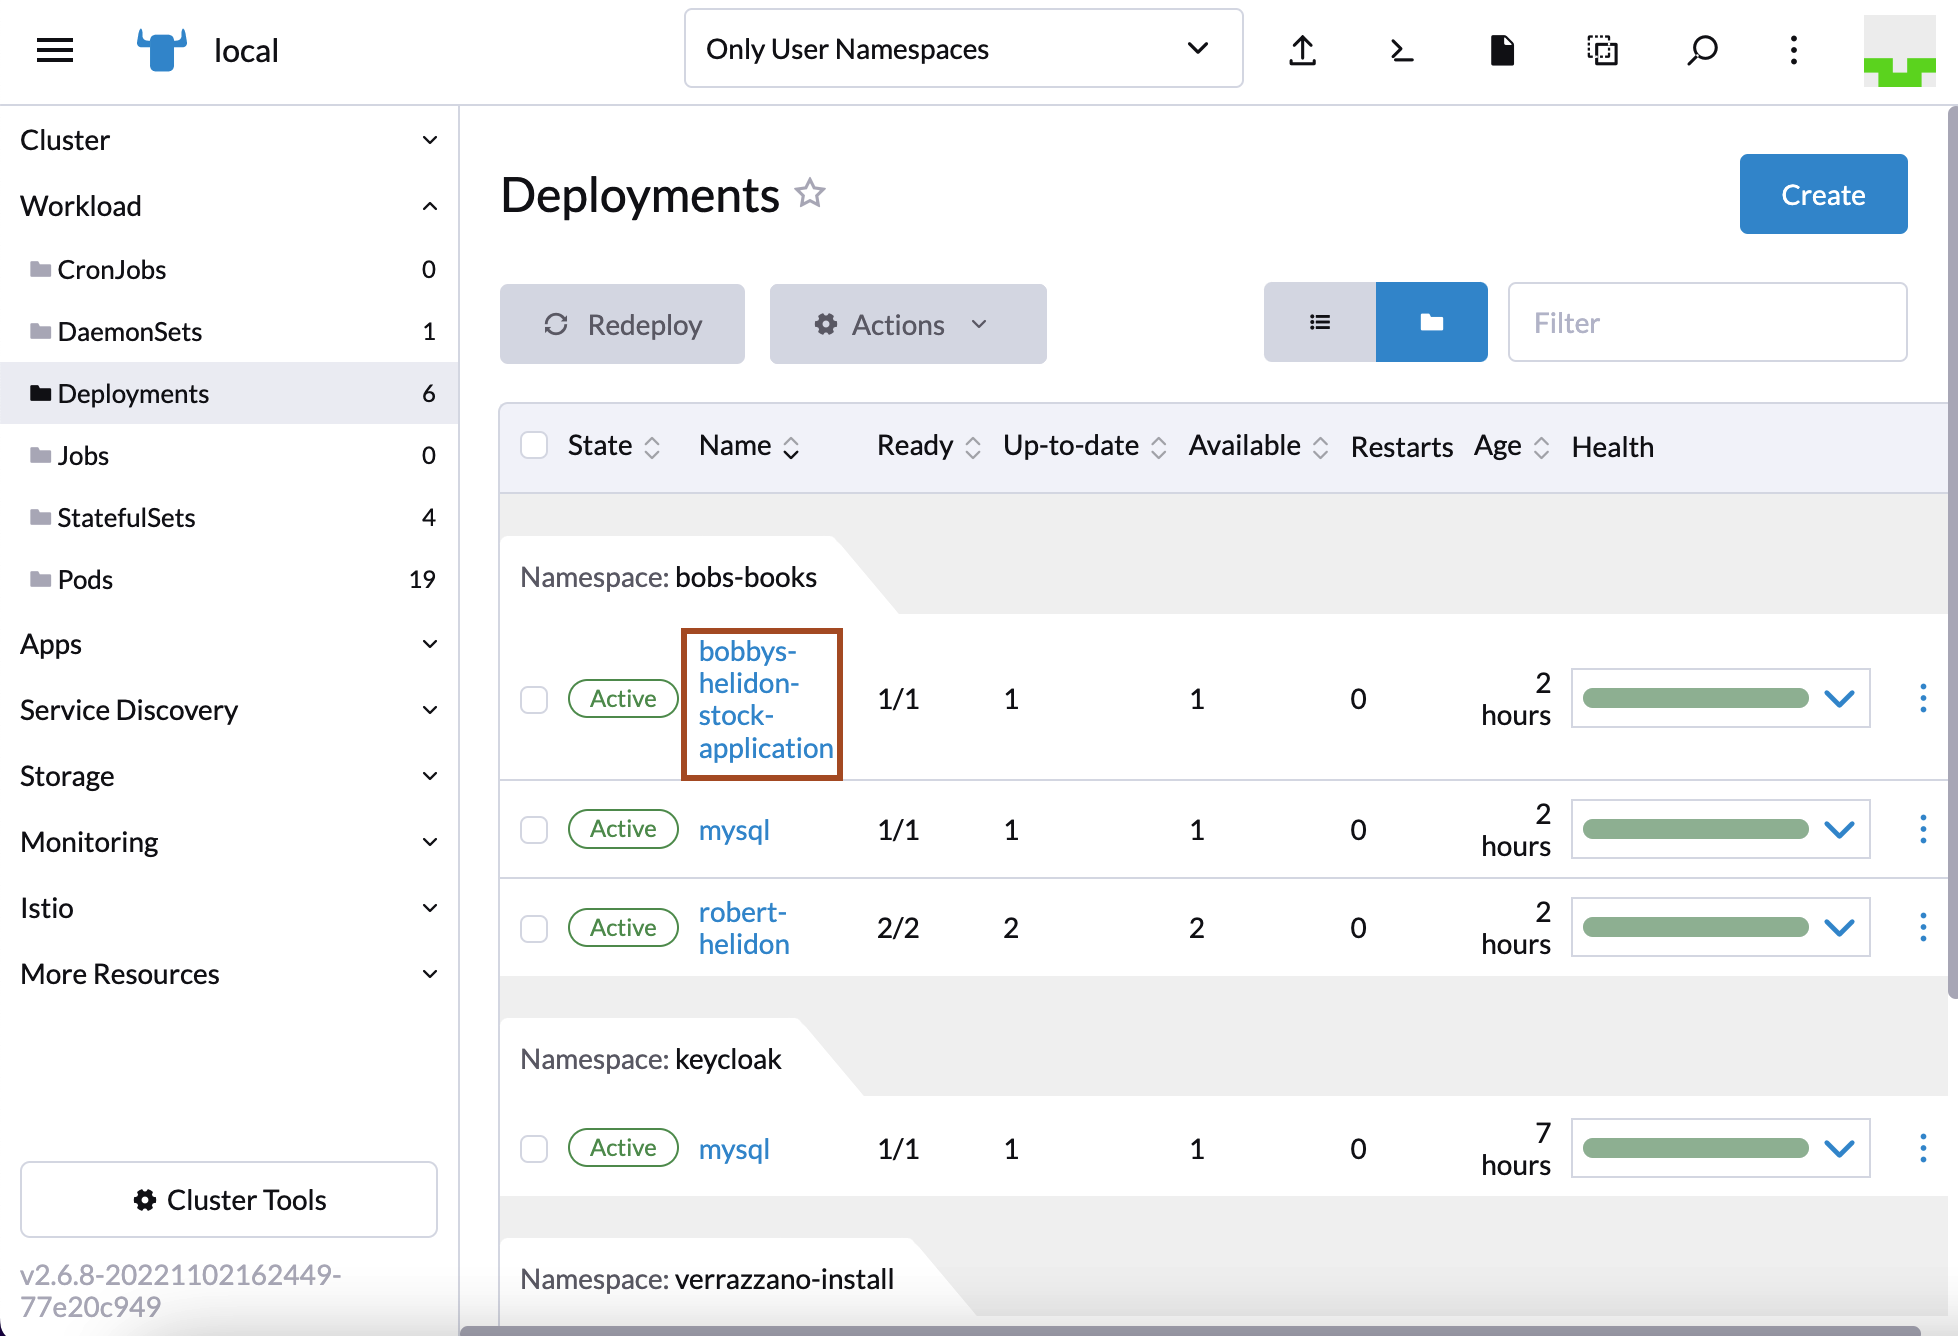 local
Only User Namespaces
Cluster
Workload
CronJobs 0
DaemonSets 1
Deployments 6
Jobs 0
StatefulSets 4
Pods 19
Apps
Service Discovery
Storage
Monitoring
Istio
More Resources
Cluster Tools
v2.6.8-20221102162449-
77e20c949
Deployments
Create
Redeploy
Actions
Filter
State Name Ready Up-to-date Available Restarts Age Health
Namespace: bobs-books
Active bobbys-
helidon-
stock-
application 1/1 1 1 0 2
hours
Active mysql 1/1 1 1 0 2
hours
Active robert-
helidon 2/2 2 2 0 2
hours
Namespace: keycloak
Active mysql 1/1 1 1 0 7
hours
Namespace: verrazzano-install